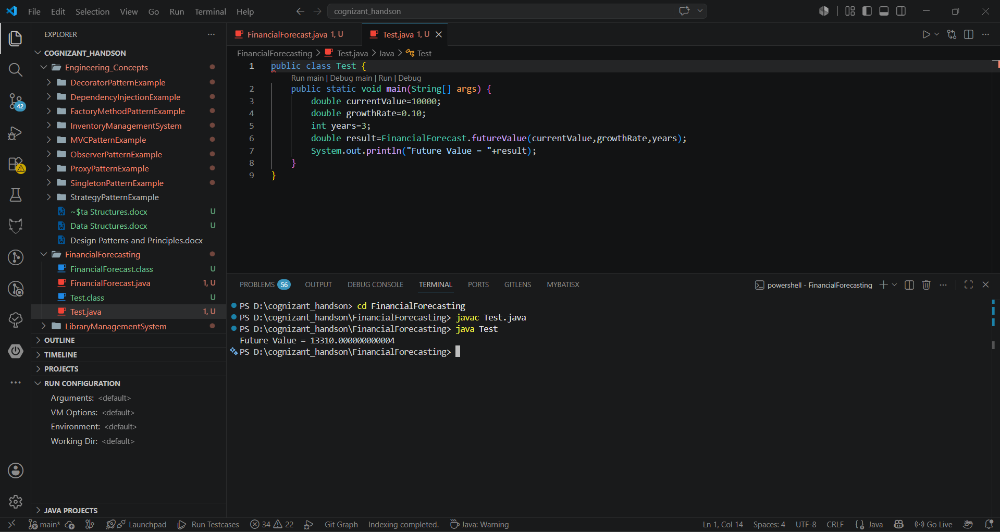 File Edit Selection View Go Run Terminal Help
cognizant_handson
EXPLORER
COGNIZANT_HANDSON
Engineering_Concepts
DecoratorPatternExample
DependencyInjectionExample
FactoryMethodPatternExample
InventoryManagementSystem
MVCPatternExample
ObserverPatternExample
ProxyPatternExample
SingletonPatternExample
StrategyPatternExample
~$ta Structures.docx U
Data Structures.docx U
Design Patterns and Principles.docx
FinancialForecasting
FinancialForecast.class U
FinancialForecast.java 1, U
Test.class U
Test.java 1, U
LibraryManagementSystem
OUTLINE
TIMELINE
PROJECTS
RUN CONFIGURATION
Arguments: <default>
VM Options: <default>
Environment: <default>
Working Dir: <default>
JAVA PROJECTS
42
FinancialForecast.java 1, U
Test.java 1, U
FinancialForecasting > Test.java > Java > Test
1 public class Test {
Run main | Debug main | Run | Debug
2 public static void main(String[] args) {
3 double currentValue=10000;
4 double growthRate=0.10;
5 int years=3;
6 double result=FinancialForecast.futureValue(currentValue,growthRate,years);
7 System.out.println("Future Value = "+result);
8 }
9 }
PROBLEMS 56 OUTPUT DEBUG CONSOLE TERMINAL PORTS GITLENS MYBATISX
powershell - FinancialForecasting
PS D:\cognizant_handson> cd FinancialForecasting
PS D:\cognizant_handson\FinancialForecasting> javac Test.java
PS D:\cognizant_handson\FinancialForecasting> java Test
Future Value = 13310.000000000004
PS D:\cognizant_handson\FinancialForecasting>
main* Launchpad Run Testcases 34 22 Git Graph Indexing completed. Java: Warning
Ln 1, Col 14 Spaces: 4 UTF-8 CRLF {} Java Go Live